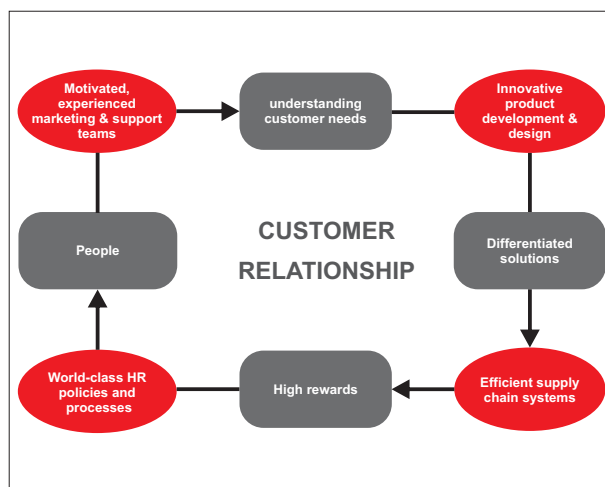 Motivated,
experienced
marketing & support
teams
understanding
customer needs
Innovative
product
development &
design
People
CUSTOMER
RELATIONSHIP
Differentiated
solutions
World-class HR
policies and
processes
High rewards
Efficient supply
chain systems